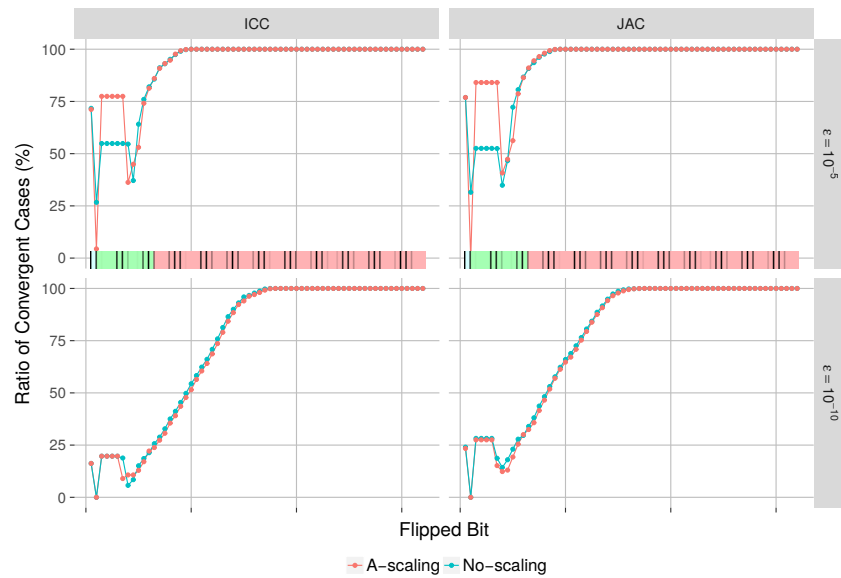 ICC
JAC
Ratio of Convergent Cases (%)
100
75
50
25
0
ε = 10⁻⁵
100
75
50
25
0
ε = 10⁻¹⁰
Flipped Bit
A−scaling
No−scaling